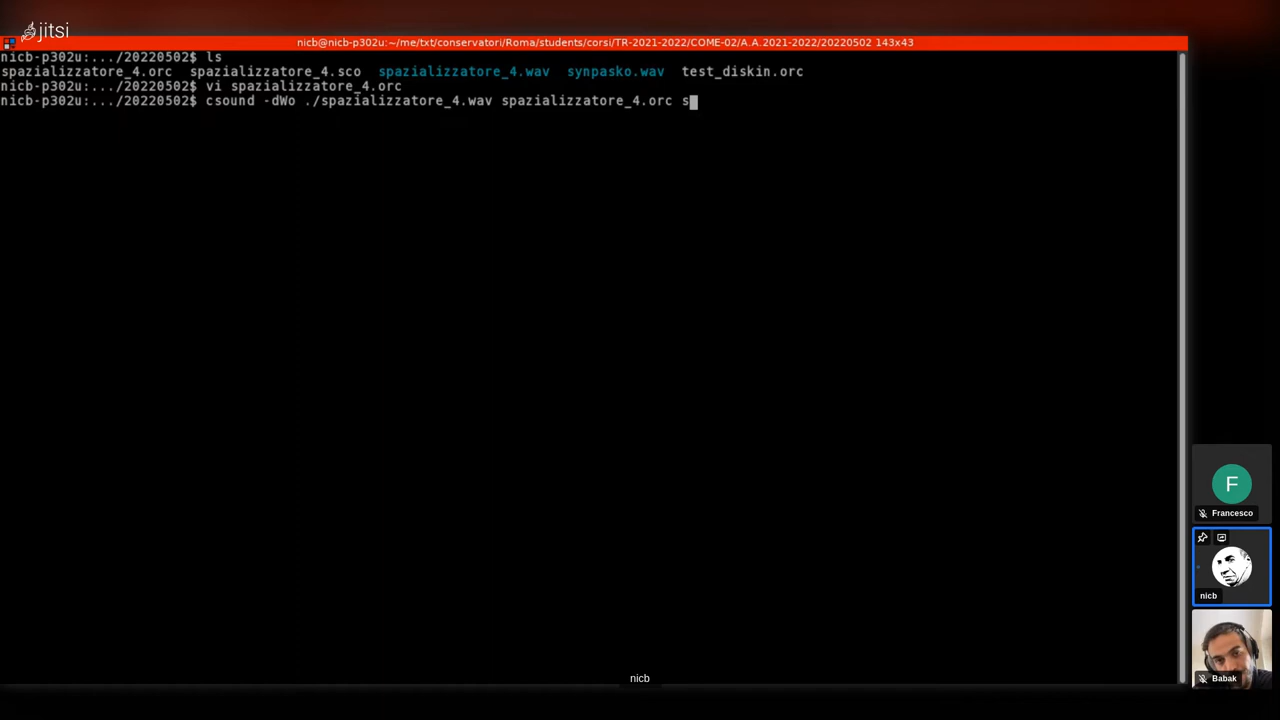 jitsi
nicb@nicb-p302u:~/me/txt/conservatori/Roma/students/corsi/TR-2021-2022/COME-02/A.A.2021-2022/20220502 143x43
nicb-p302u:.../20220502$ ls
spazializzatore_4.orc spazializzatore_4.sco spazializzatore_4.wav synpasko.wav test_diskin.orc
nicb-p302u:.../20220502$ vi spazializzatore_4.orc
nicb-p302u:.../20220502$ csound -dWo ./spazializzatore_4.wav spazializzatore_4.orc s
F
Francesco
nicb
Babak
nicb